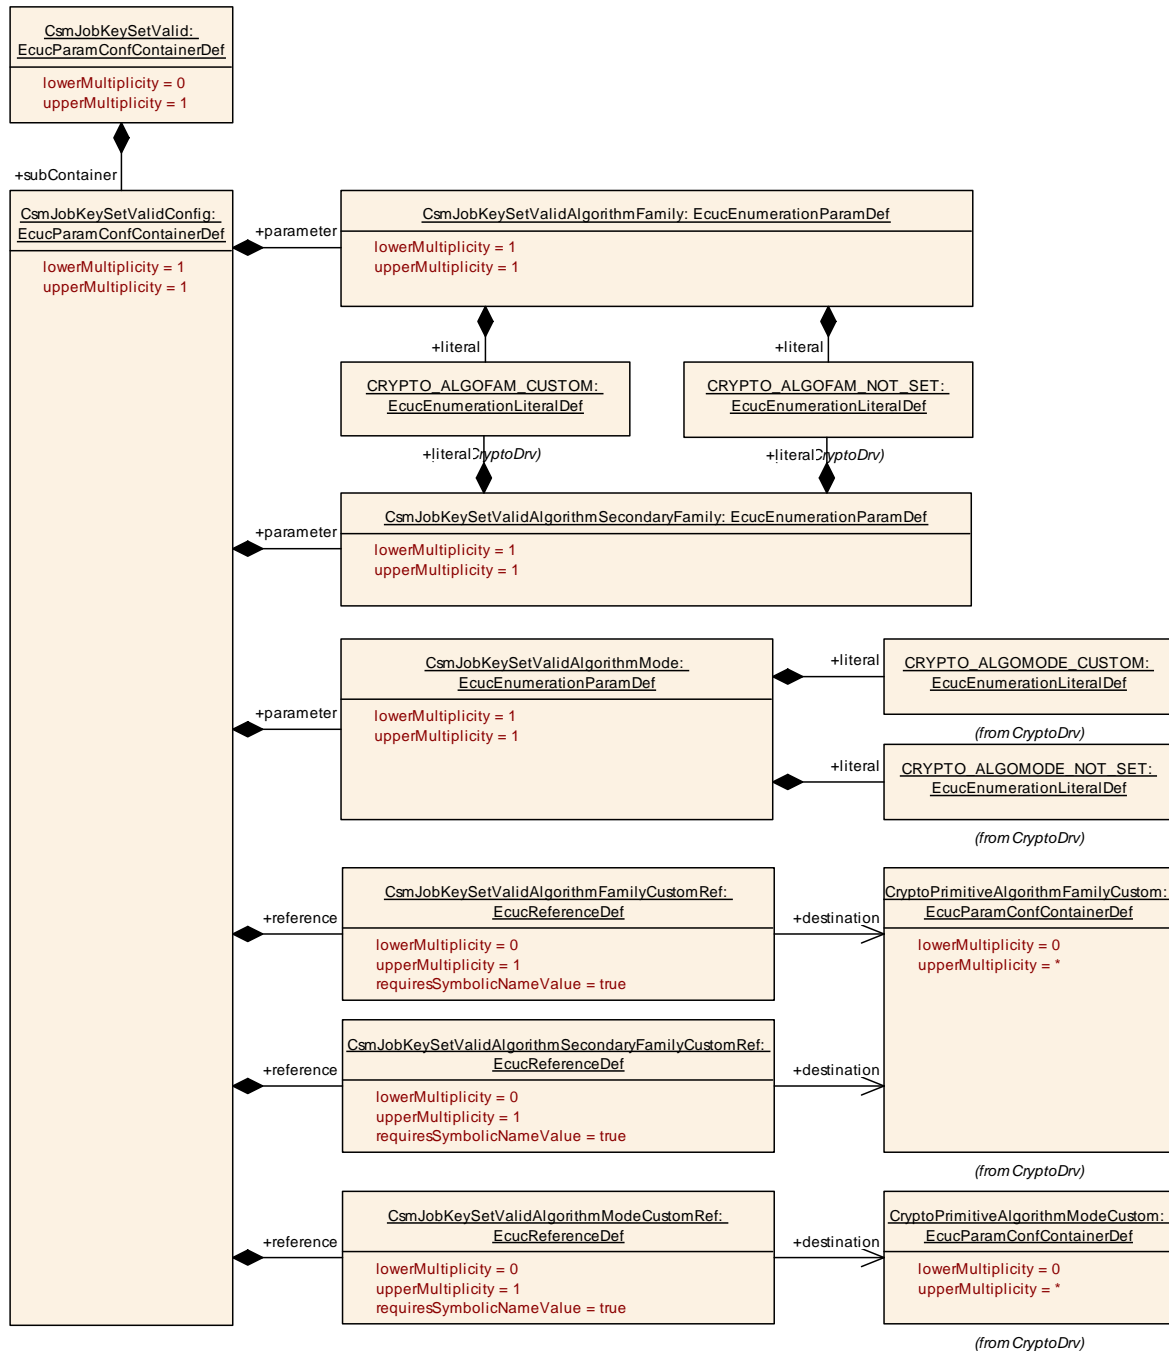 CsmJobKeySetValid:
EcucParamConfContainerDef
lowerMultiplicity = 0
upperMultiplicity = 1
+subContainer
CsmJobKeySetValidConfig:
EcucParamConfContainerDef
lowerMultiplicity = 1
upperMultiplicity = 1
+parameter
CsmJobKeySetValidAlgorithmFamily: EcucEnumerationParamDef
lowerMultiplicity = 1
upperMultiplicity = 1
+literal
+literal
CRYPTO_ALGOFAM_CUSTOM:
EcucEnumerationLiteralDef
CRYPTO_ALGOFAM_NOT_SET:
EcucEnumerationLiteralDef
+literal
CryptoDrv)
+literal
CryptoDrv)
+parameter
CsmJobKeySetValidAlgorithmSecondaryFamily: EcucEnumerationParamDef
lowerMultiplicity = 1
upperMultiplicity = 1
+parameter
CsmJobKeySetValidAlgorithmMode:
EcucEnumerationParamDef
lowerMultiplicity = 1
upperMultiplicity = 1
+literal
CRYPTO_ALGOMODE_CUSTOM:
EcucEnumerationLiteralDef
(from CryptoDrv)
+literal
CRYPTO_ALGOMODE_NOT_SET:
EcucEnumerationLiteralDef
(from CryptoDrv)
+reference
CsmJobKeySetValidAlgorithmFamilyCustomRef:
EcucReferenceDef
lowerMultiplicity = 0
upperMultiplicity = 1
requiresSymbolicNameValue = true
+destination
CryptoPrimitiveAlgorithmFamilyCustom:
EcucParamConfContainerDef
lowerMultiplicity = 0
upperMultiplicity = *
+reference
CsmJobKeySetValidAlgorithmSecondaryFamilyCustomRef:
EcucReferenceDef
lowerMultiplicity = 0
upperMultiplicity = 1
requiresSymbolicNameValue = true
+destination
(from CryptoDrv)
+reference
CsmJobKeySetValidAlgorithmModeCustomRef:
EcucReferenceDef
lowerMultiplicity = 0
upperMultiplicity = 1
requiresSymbolicNameValue = true
+destination
CryptoPrimitiveAlgorithmModeCustom:
EcucParamConfContainerDef
lowerMultiplicity = 0
upperMultiplicity = *
(from CryptoDrv)